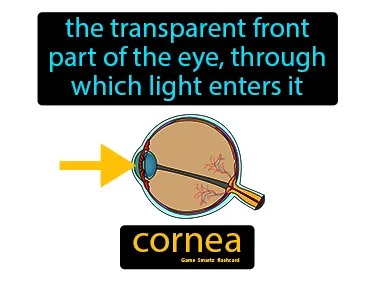 the transparent front
part of the eye, through
which light enters it
cornea
Game Smartz flashcard